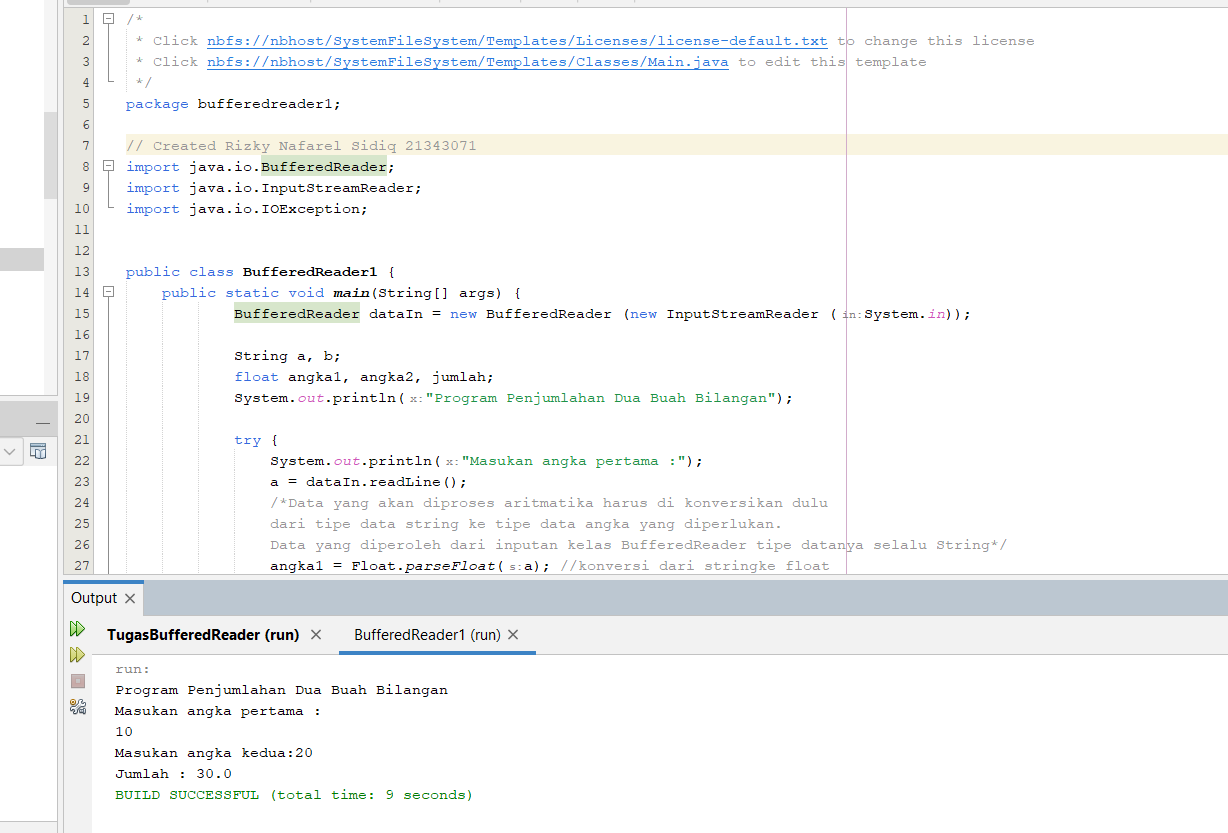 1 /*
2 * Click nbfs://nbhost/SystemFileSystem/Templates/Licenses/license-default.txt to change this license
3 * Click nbfs://nbhost/SystemFileSystem/Templates/Classes/Main.java to edit this template
4 */
5 package bufferedreader1;
6
7 // Created Rizky Nafarel Sidiq 21343071
8 import java.io.BufferedReader;
9 import java.io.InputStreamReader;
10 import java.io.IOException;
11
12
13 public class BufferedReader1 {
14 public static void main(String[] args) {
15 BufferedReader dataIn = new BufferedReader (new InputStreamReader ( in:System.in));
16
17 String a, b;
18 float angka1, angka2, jumlah;
19 System.out.println( x:"Program Penjumlahan Dua Buah Bilangan");
20
21 try {
22 System.out.println( x:"Masukan angka pertama :");
23 a = dataIn.readLine();
24 /*Data yang akan diproses aritmatika harus di konversikan dulu
25 dari tipe data string ke tipe data angka yang diperlukan.
26 Data yang diperoleh dari inputan kelas BufferedReader tipe datanya selalu String*/
27 angka1 = Float.parseFloat( s:a); //konversi dari stringke float
Output
TugasBufferedReader (run) BufferedReader1 (run)
run:
Program Penjumlahan Dua Buah Bilangan
Masukan angka pertama :
10
Masukan angka kedua:20
Jumlah : 30.0
BUILD SUCCESSFUL (total time: 9 seconds)